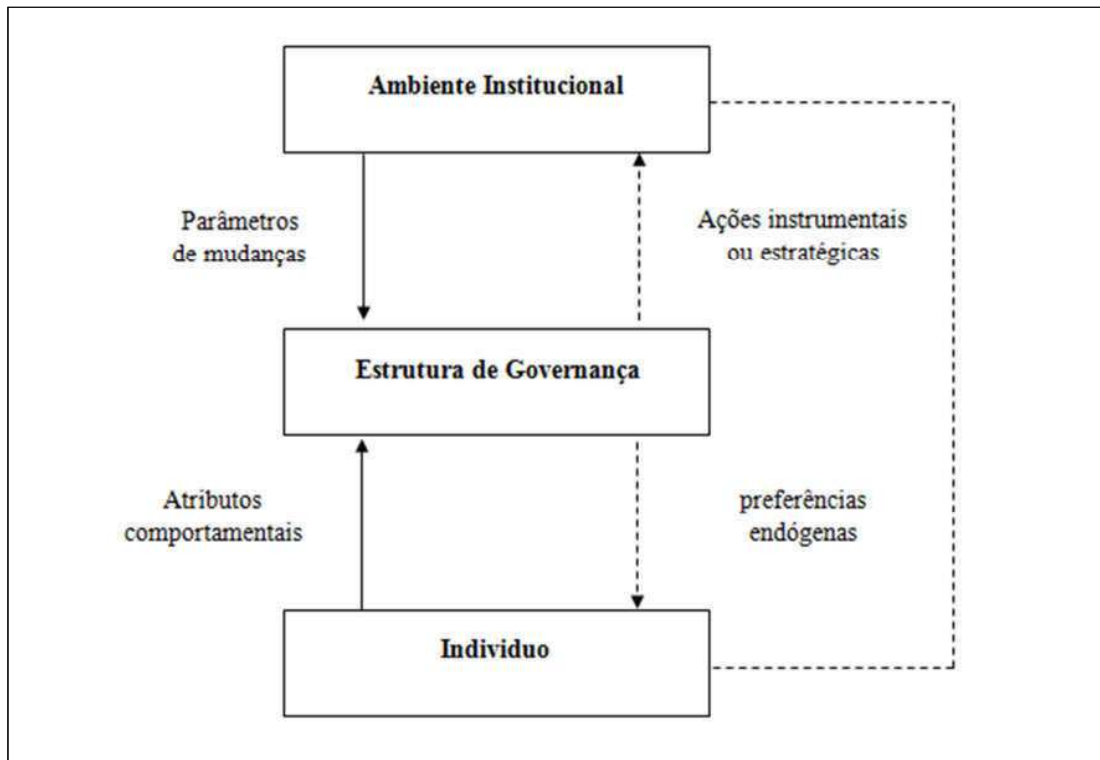 Ambiente Institucional
Parâmetros
de mudanças
Ações instrumentais
ou estratégicas
Estrutura de Governança
Atributos
comportamentais
preferências
endógenas
Individuo